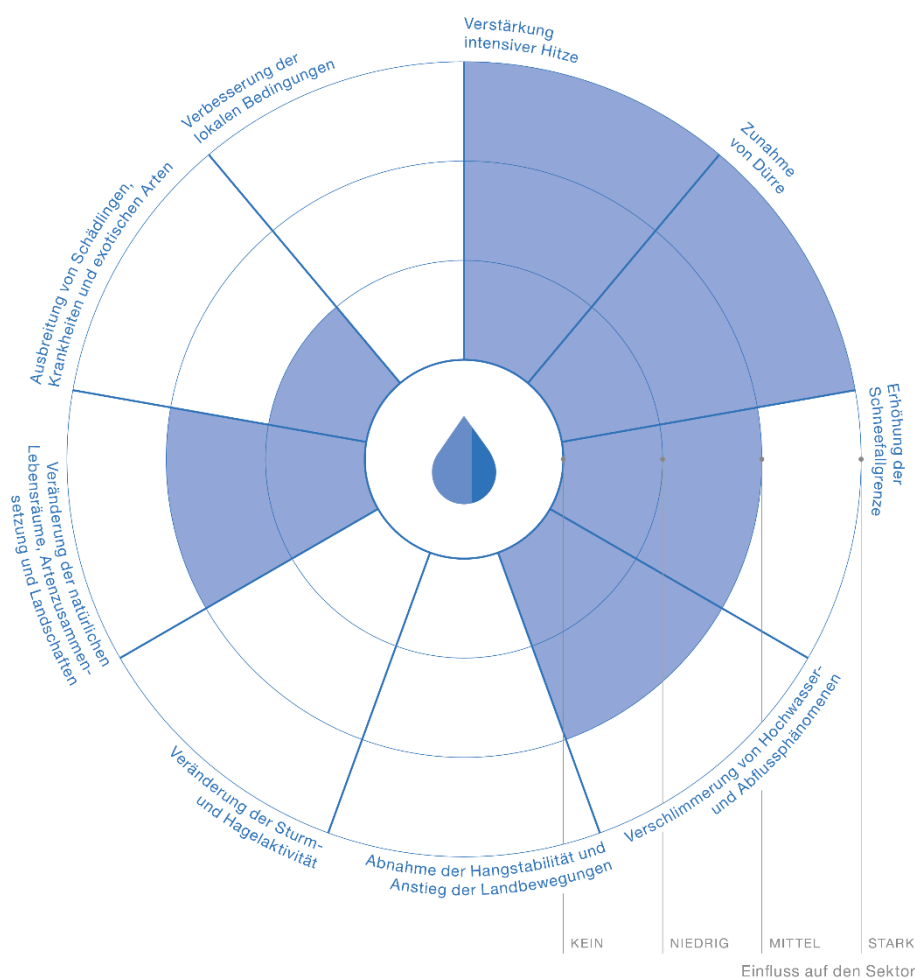 Verstärkung
intensiver Hitze
Zunahme
von Dürre
Erhöhung der
Schneefallgrenze
Verschlimmerung von Hochwasser-
und Abflussphänomenen
Abnahme der Hangstabilität und
Anstieg der Landbewegungen
Veränderung der Sturm-
und Hagelaktivität
Veränderung der natürlichen
Lebensräume, Artenzusammen-
setzung und Landschaften
Ausbreitung von Schädlingen,
Krankheiten und exotischen Arten
Verbesserung der
lokalen Bedingungen
KEIN
NIEDRIG
MITTEL
STARK
Einfluss auf den Sektor